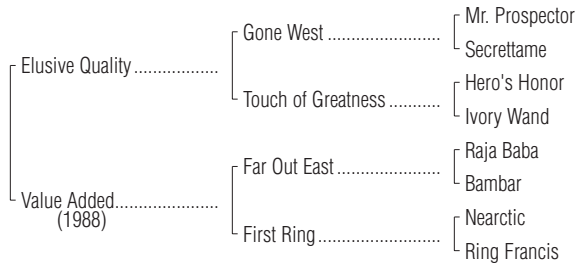 Mr. Prospector
Gone West ........................
Secrettame
Elusive Quality ..................
Hero's Honor
Touch of Greatness ...........
Ivory Wand
Raja Baba
Far Out East ......................
Bambar
Value Added ......................
(1988)
Nearctic
First Ring ..........................
Ring Francis